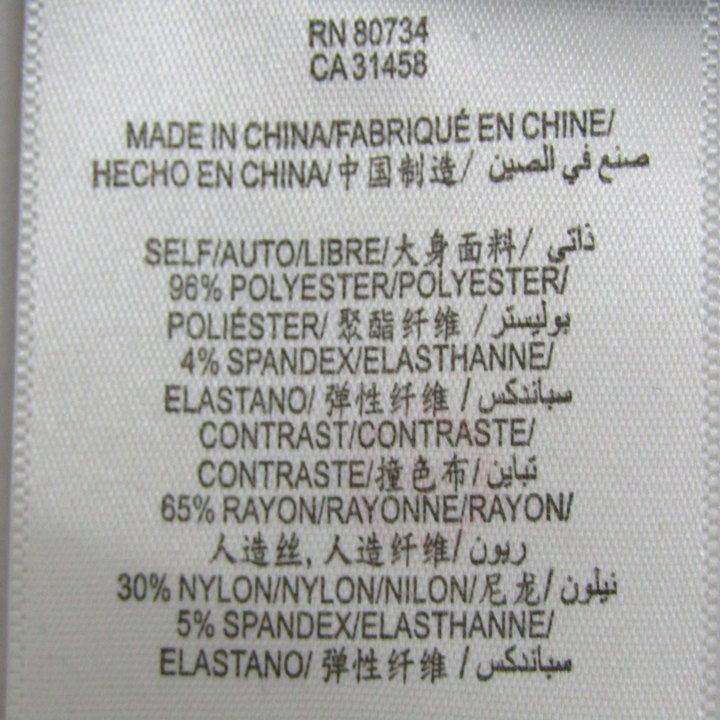 RN 80734
CA 31458
MADE IN CHINA/FABRIQUÉ EN CHINE/
HECHO EN CHINA/中国制造/ صنع في الصين
SELF/AUTO/LIBRE/大身面料/ ذاتي
96% POLYESTER/POLYESTER/
POLIÉSTER/ 聚酯纤维 / بوليستر
4% SPANDEX/ELASTHANNE/
ELASTANO/ 弹性纤维 / سباندكس
CONTRAST/CONTRASTE/
CONTRASTE/撞色布/ تباين
65% RAYON/RAYONNE/RAYON/
人造丝, 人造纤维/ ريون
30% NYLON/NYLON/NILON/尼龙/ نيلون
5% SPANDEX/ELASTHANNE/
ELASTANO/ 弹性纤维 / سباندكس